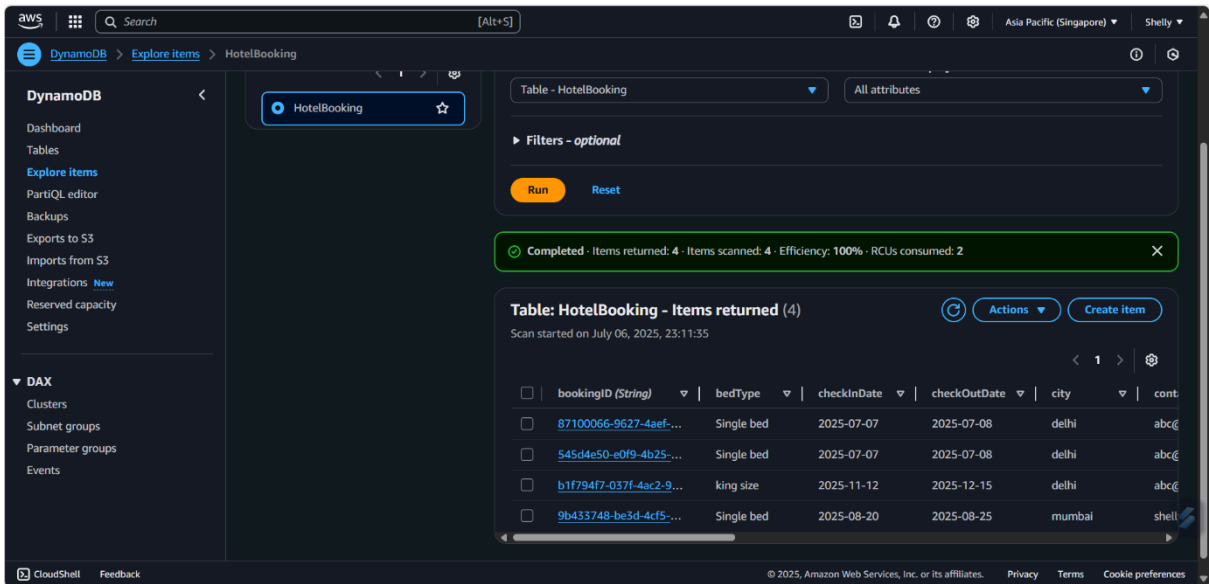 aws
Search [Alt+S] Asia Pacific (Singapore) Shelly
DynamoDB > Explore items > HotelBooking
DynamoDB
Dashboard
Tables
Explore items
PartiQL editor
Backups
Exports to S3
Imports from S3
Integrations New
Reserved capacity
Settings
DAX
Clusters
Subnet groups
Parameter groups
Events
1
HotelBooking
Table - HotelBooking All attributes
Filters - optional
Run Reset
Completed · Items returned: 4 · Items scanned: 4 · Efficiency: 100% · RCUs consumed: 2
Table: HotelBooking - Items returned (4) Actions Create item
Scan started on July 06, 2025, 23:11:35
< 1 >
bookingID (String) bedType checkInDate checkOutDate city cont
87100066-9627-4aef-... Single bed 2025-07-07 2025-07-08 delhi abc@
545d4e50-e0f9-4b25-... Single bed 2025-07-07 2025-07-08 delhi abc@
b1f794f7-037f-4ac2-9... king size 2025-11-12 2025-12-15 delhi abc@
9b433748-be3d-4cf5-... Single bed 2025-08-20 2025-08-25 mumbai shell
CloudShell Feedback © 2025, Amazon Web Services, Inc. or its affiliates. Privacy Terms Cookie preferences